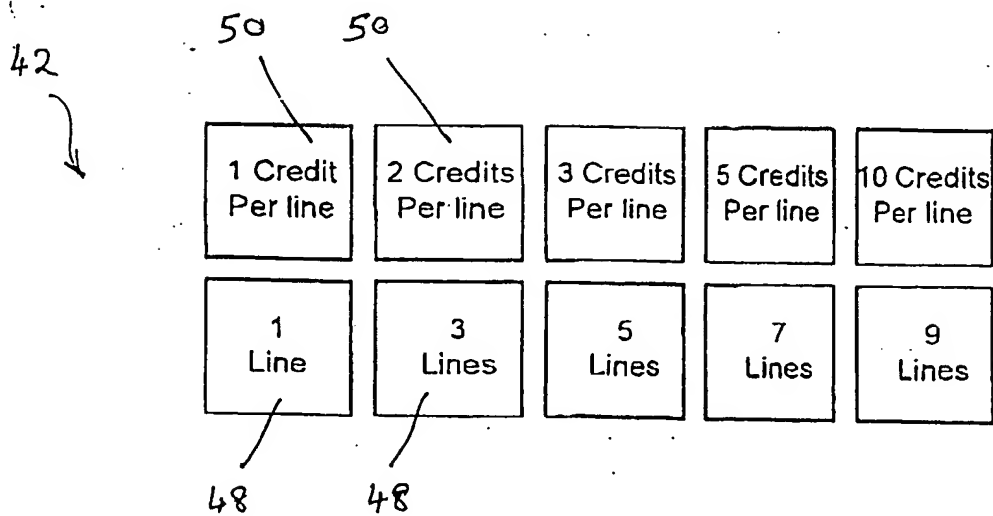 50 50
42
1 Credit Per line
2 Credits Per line
3 Credits Per line
5 Credits Per line
10 Credits Per line
1 Line
3 Lines
5 Lines
7 Lines
9 Lines
48 48